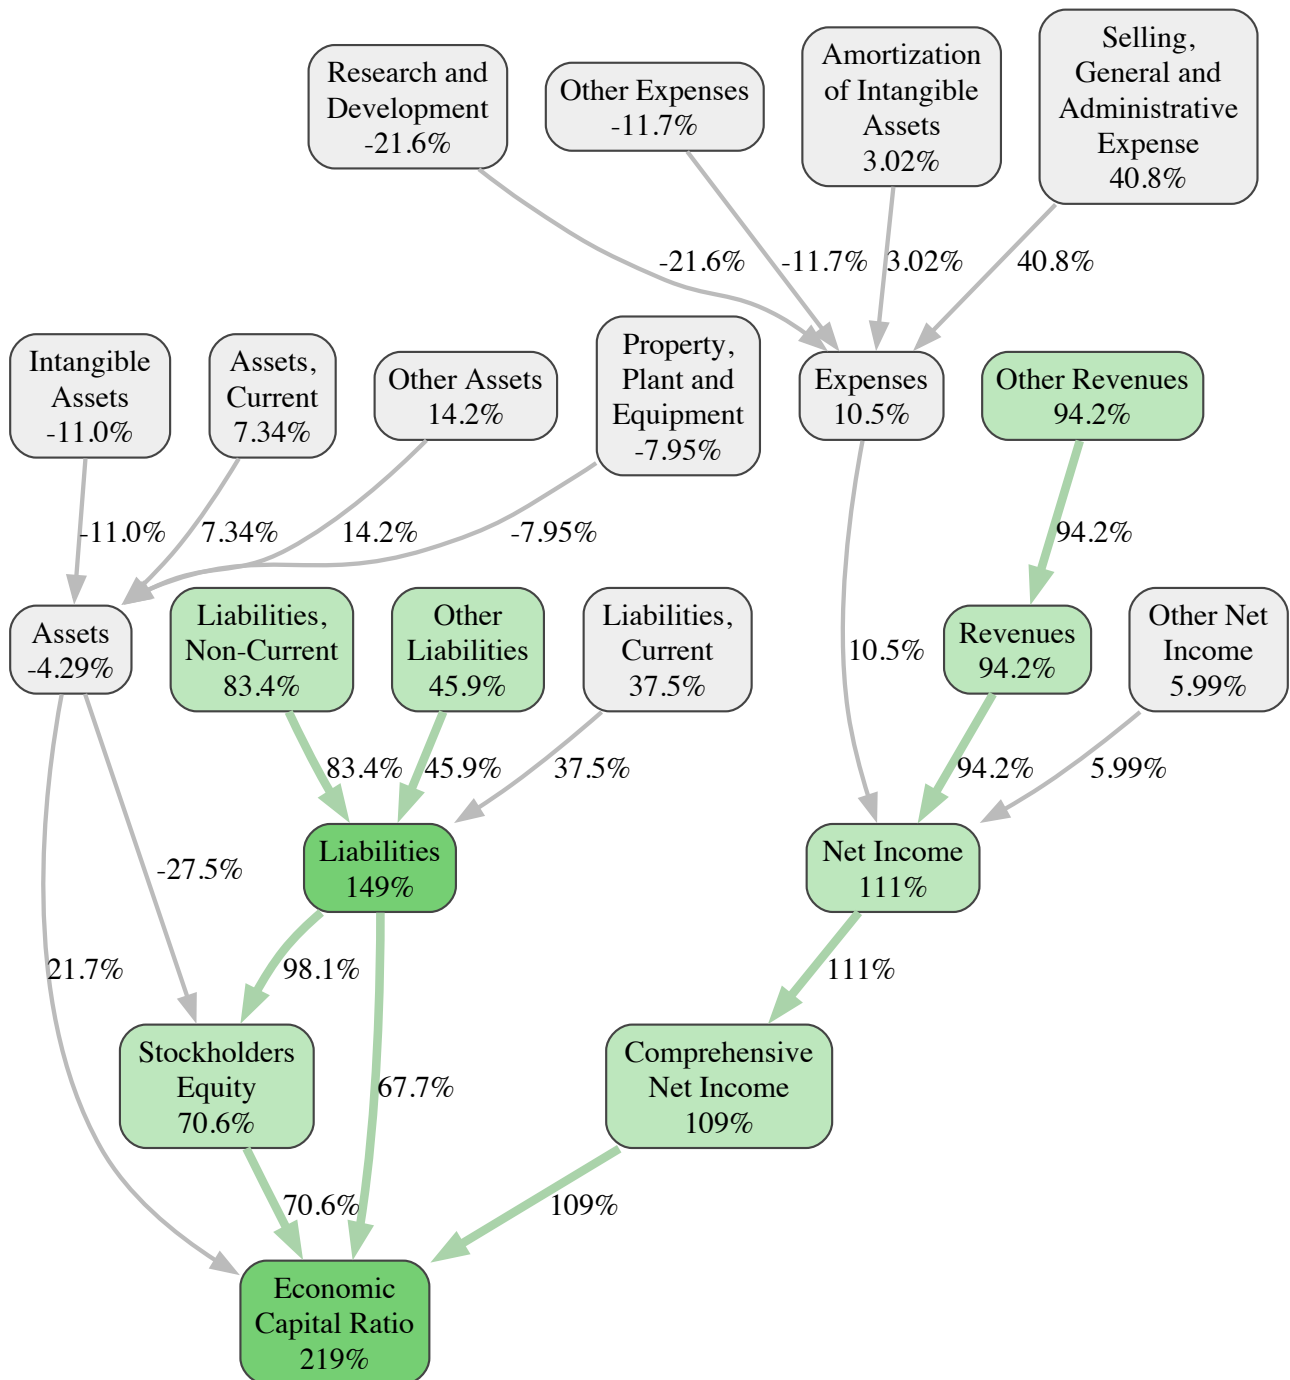 Research and
Development
-21.6%
Other Expenses
-11.7%
Amortization
of Intangible
Assets
3.02%
Selling,
General and
Administrative
Expense
40.8%
-21.6%
-11.7%
3.02%
40.8%
Intangible
Assets
-11.0%
Assets,
Current
7.34%
Other Assets
14.2%
Property,
Plant and
Equipment
-7.95%
Expenses
10.5%
Other Revenues
94.2%
-11.0%
7.34%
14.2%
-7.95%
94.2%
Assets
-4.29%
Liabilities,
Non-Current
83.4%
Other
Liabilities
45.9%
Liabilities,
Current
37.5%
10.5%
Revenues
94.2%
Other Net
Income
5.99%
83.4%
45.9%
37.5%
94.2%
5.99%
-27.5%
Liabilities
149%
Net Income
111%
21.7%
98.1%
111%
Stockholders
Equity
70.6%
67.7%
Comprehensive
Net Income
109%
70.6%
109%
Economic
Capital Ratio
219%